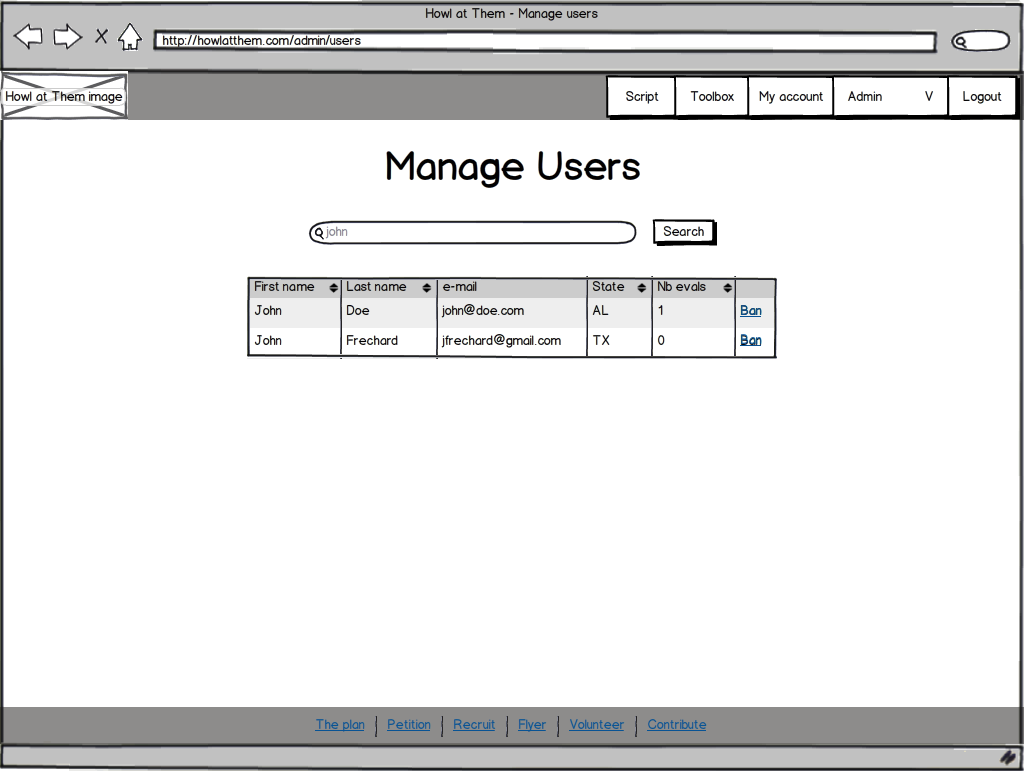 Howl at Them - Manage users
http://howlatthem.com/admin/users
Howl at Them image
Script Toolbox My account Admin V Logout
Manage Users
john Search
First name Last name e-mail State Nb evals
John Doe john@doe.com AL 1 Ban
John Frechard jfrechard@gmail.com TX 0 Ban
The plan Petition Recruit Flyer Volunteer Contribute